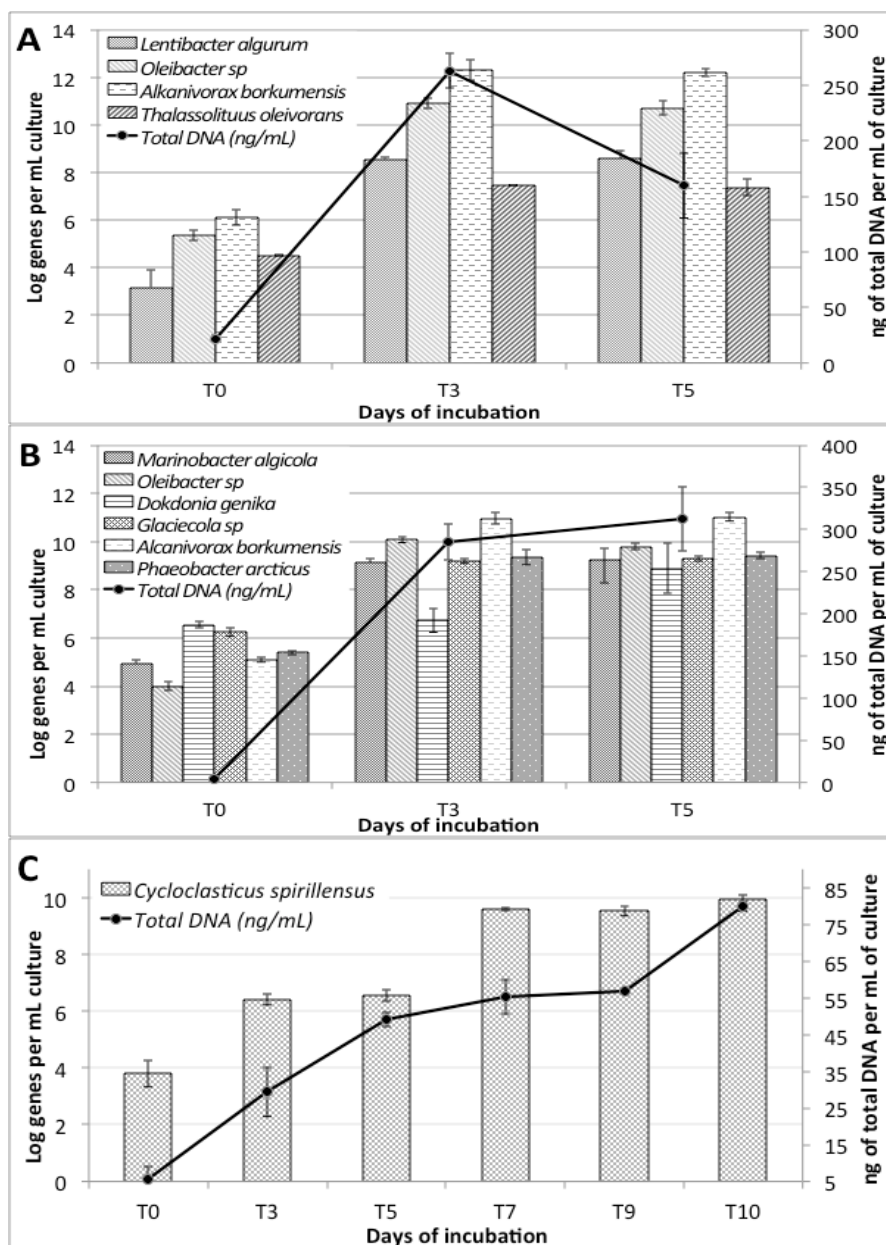 A
Lentibacter algurum
Oleibacter sp
Alkanivorax borkumensis
Thalassolituus oleivorans
Total DNA (ng/mL)
Log genes per mL culture
14
12
10
8
6
4
2
0
300
250
200
150
100
50
0
ng of total DNA per mL of culture
T0 T3 T5
Days of incubation
B
Marinobacter algicola
Oleibacter sp
Dokdonia genika
Glaciecola sp
Alcanivorax borkumensis
Phaeobacter arcticus
Total DNA (ng/mL)
Log genes per mL culture
14
12
10
8
6
4
2
0
400
350
300
250
200
150
100
50
0
ng of total DNA per mL of culture
T0 T3 T5
Days of incubation
C
Cycloclasticus spirillensus
Total DNA (ng/mL)
Log genes per mL culture
10
8
6
4
2
0
85
75
65
55
45
35
25
15
5
ng of total DNA per mL of culture
T0 T3 T5 T7 T9 T10
Days of incubation